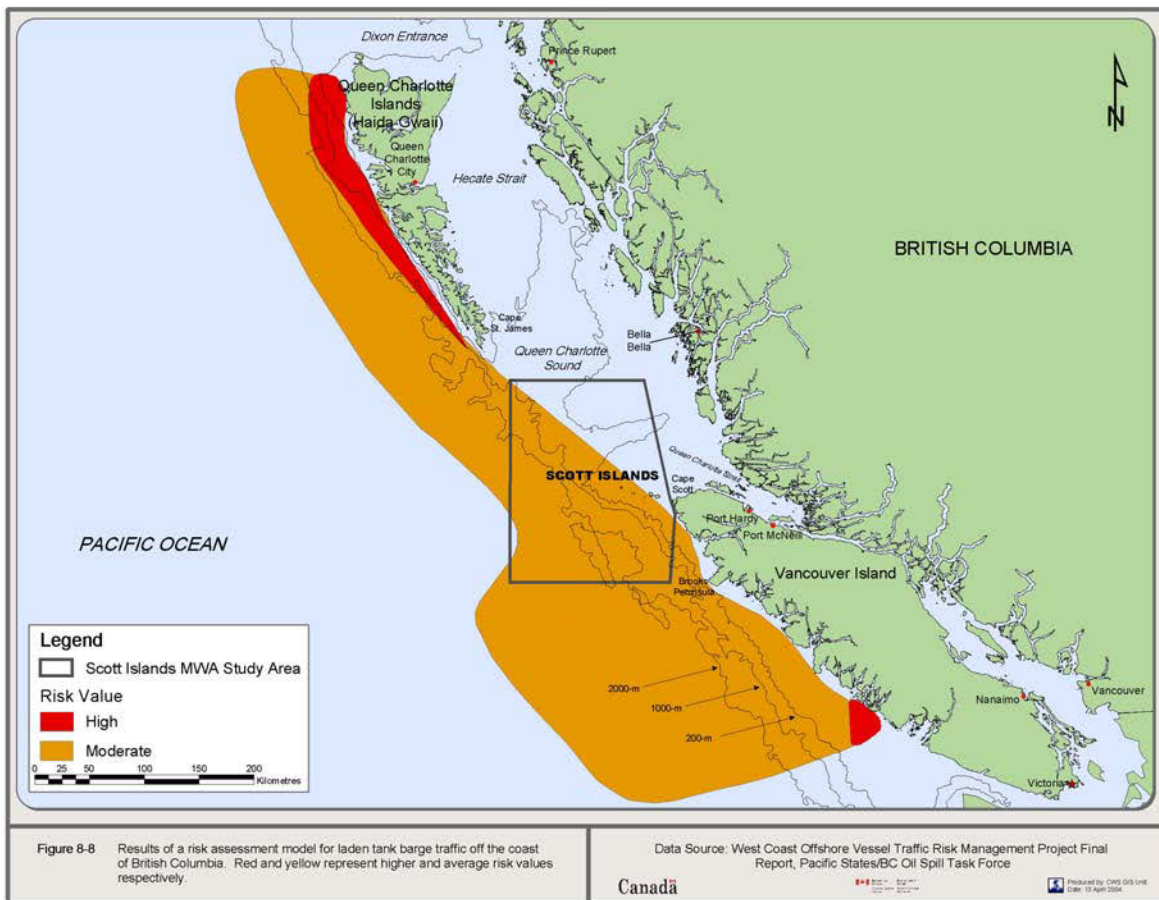 Dixon Entrance
Prince Rupert
Queen Charlotte
Islands
(Haida Gwaii)
Queen
Charlotte
City
Hecate Strait
N
BRITISH COLUMBIA
Cape
St. James
Bella
Bella
Queen Charlotte
Sound
Queen Charlotte Strait
SCOTT ISLANDS
Cape
Scott
Port Hardy
Port McNeill
PACIFIC OCEAN
Vancouver Island
Brooks
Peninsula
Legend
Scott Islands MWA Study Area
Risk Value
High
Moderate
0 25 50 100 150 200
Kilometres
2000-m
1000-m
200-m
Nanaimo
Vancouver
Victoria
Figure 8-8 Results of a risk assessment model for laden tank barge traffic off the coast
of British Columbia. Red and yellow represent higher and average risk values
respectively.
Data Source: West Coast Offshore Vessel Traffic Risk Management Project Final
Report, Pacific States/BC Oil Spill Task Force
Canada
Produced by: CWS GIS Unit
Date: 13 April 2004